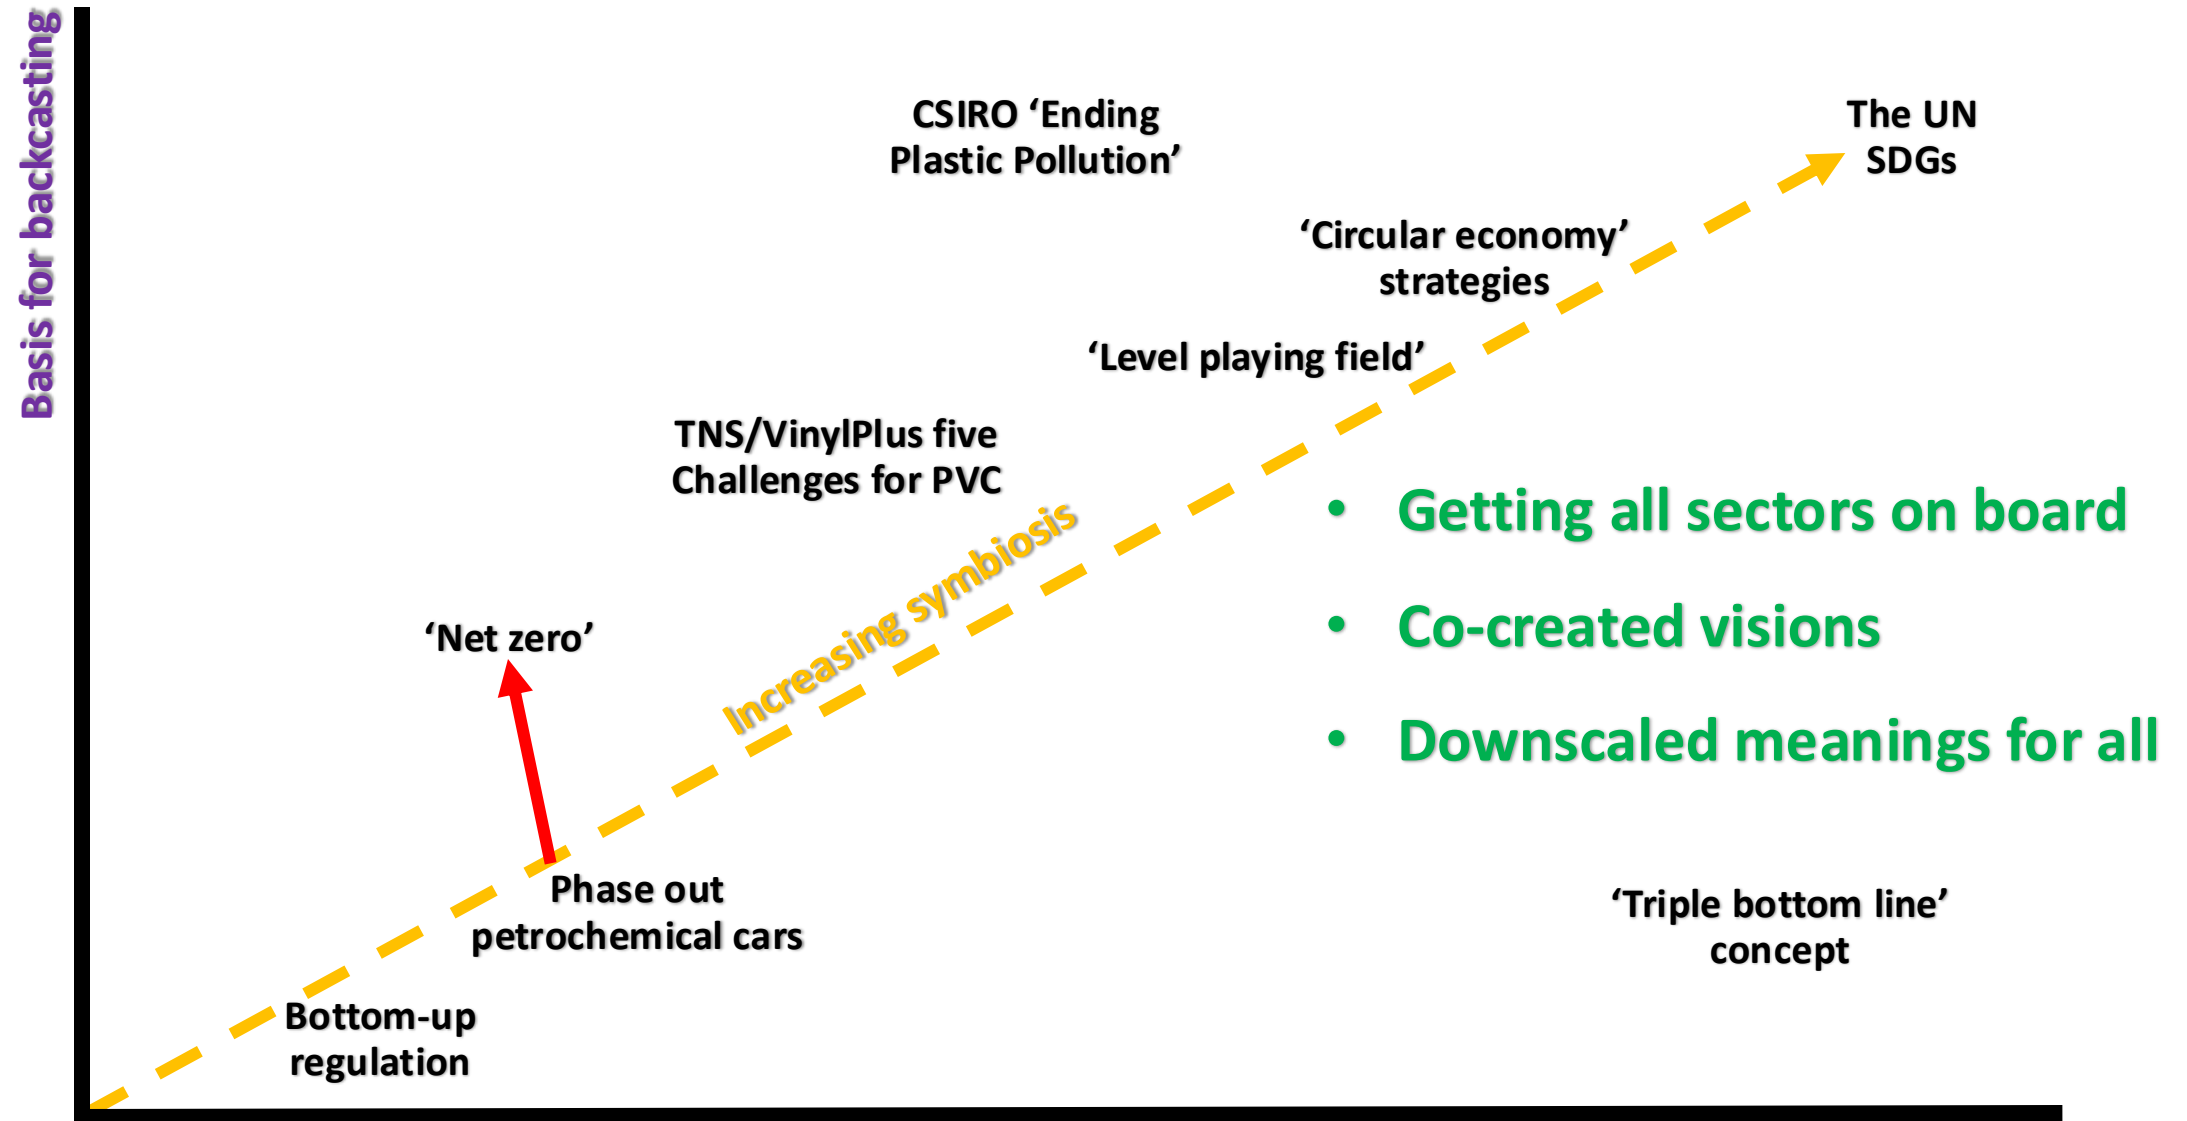 Basis for backcasting
CSIRO ‘Ending
Plastic Pollution’
The UN
SDGs
‘Circular economy’
strategies
‘Level playing field’
TNS/VinylPlus five
Challenges for PVC
Increasing symbiosis
• Getting all sectors on board
• Co-created visions
• Downscaled meanings for all
‘Net zero’
Phase out
petrochemical cars
‘Triple bottom line’
concept
Bottom-up
regulation